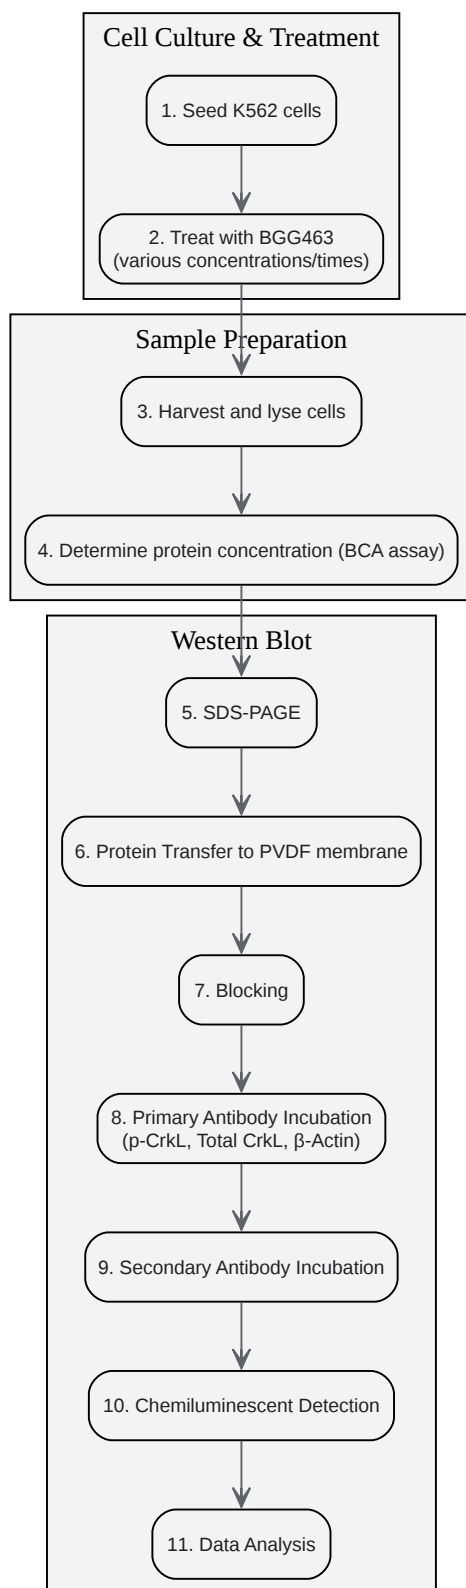 Cell Culture & Treatment
1. Seed K562 cells
2. Treat with BGG463
(various concentrations/times)
Sample Preparation
3. Harvest and lyse cells
4. Determine protein concentration (BCA assay)
Western Blot
5. SDS-PAGE
6. Protein Transfer to PVDF membrane
7. Blocking
8. Primary Antibody Incubation
(p-CrkL, Total CrkL, β-Actin)
9. Secondary Antibody Incubation
10. Chemiluminescent Detection
11. Data Analysis